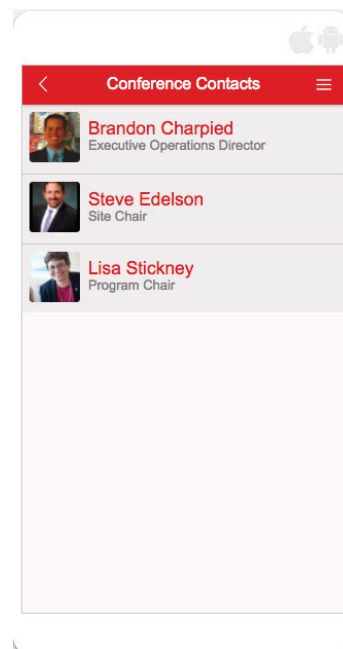 Conference Contacts
Brandon Charpied
Executive Operations Director
Steve Edelson
Site Chair
Lisa Stickney
Program Chair